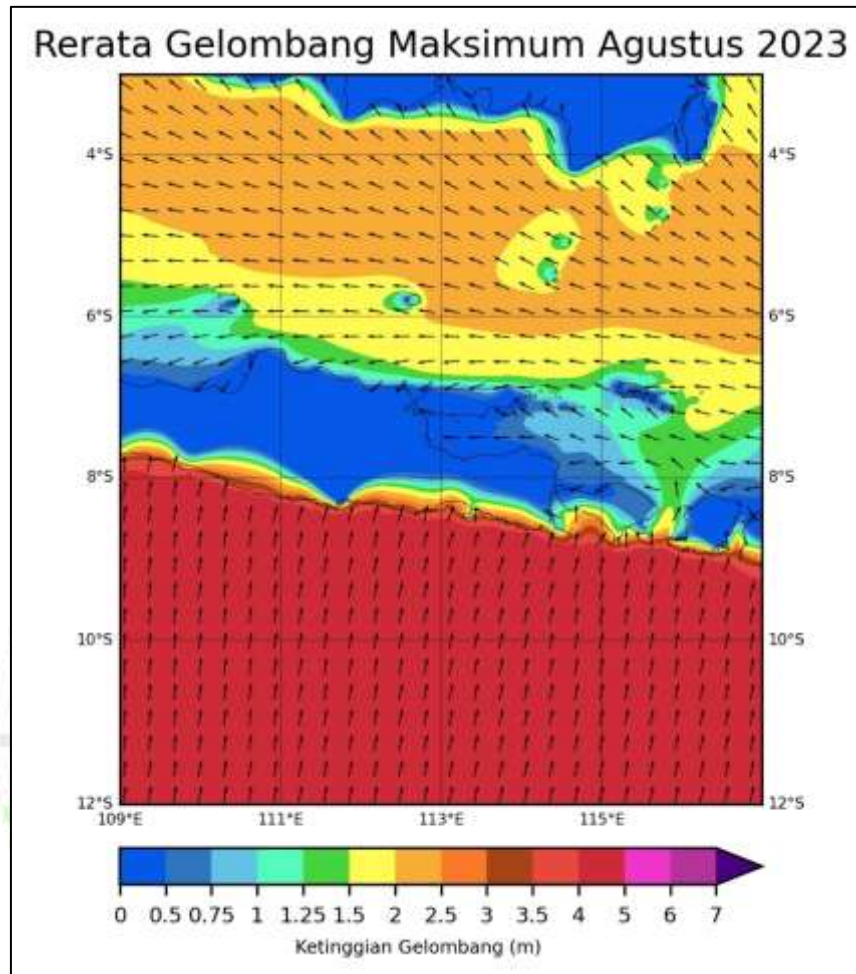 Rerata Gelombang Maksimum Agustus 2023
4°S 4°S
6°S 6°S
8°S 8°S
10°S 10°S
12°S 12°S
109°E 111°E 113°E 115°E
0 0.5 0.75 1 1.25 1.5 2 2.5 3 3.5 4 5 6 7
Ketinggian Gelombang (m)